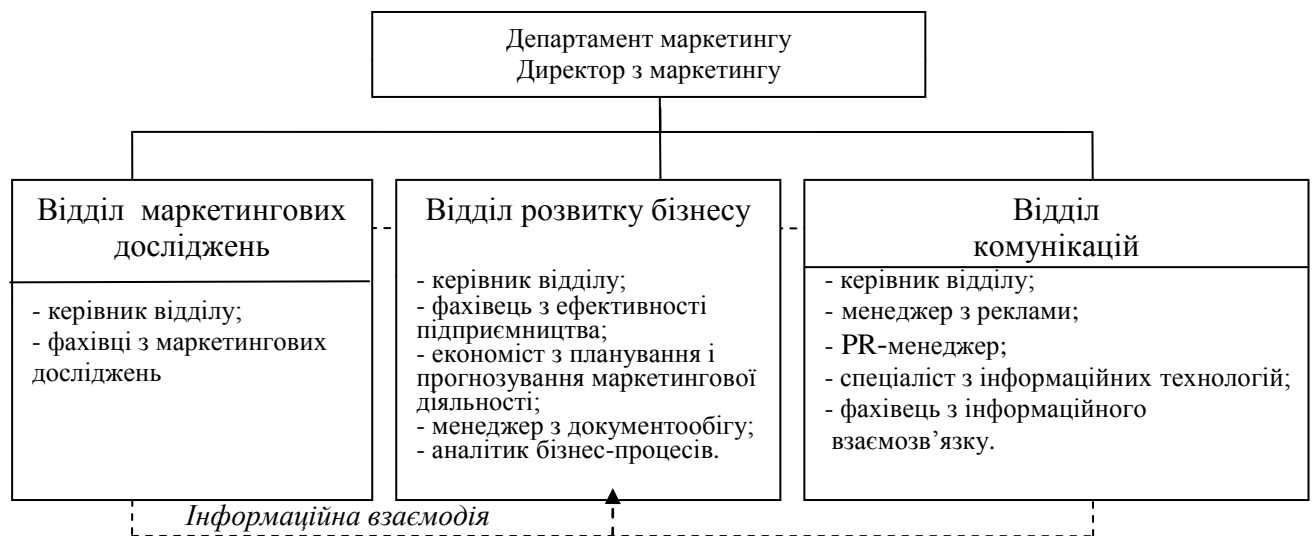 Департамент маркетингу
Директор з маркетингу
Відділ маркетингових
досліджень
- керівник відділу;
- фахівці з маркетингових
досліджень
Відділ розвитку бізнесу
- керівник відділу;
- фахівець з ефективності
підприємництва;
- економіст з планування і
прогнозування маркетингової
діяльності;
- менеджер з документообігу;
- аналітик бізнес-процесів.
Відділ
комунікацій
- керівник відділу;
- менеджер з реклами;
- PR-менеджер;
- спеціаліст з інформаційних технологій;
- фахівець з інформаційного
взаємозв’язку.
Інформаційна взаємодія